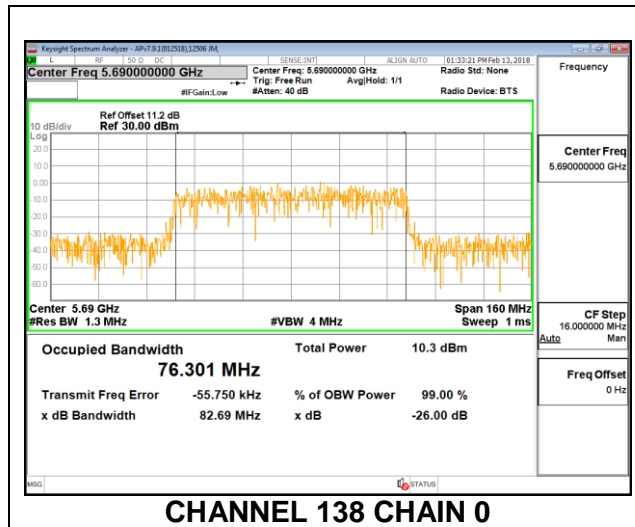 Keysight Spectrum Analyzer - APv7.9.1(012518),12506 JM,
L RF 50 Ω DC SENSE:INT ALIGN AUTO 01:33:21 PM Feb 13, 2018
Center Freq 5.690000000 GHz
Center Freq: 5.690000000 GHz Radio Std: None
Trig: Free Run Avg|Hold: 1/1
#IFGain:Low #Atten: 40 dB Radio Device: BTS
Ref Offset 11.2 dB
10 dB/div Ref 30.00 dBm
Log
20.0
10.0
0.00
-10.0
-20.0
-30.0
-40.0
-50.0
-60.0
Center 5.69 GHz Span 160 MHz
#Res BW 1.3 MHz #VBW 4 MHz Sweep 1 ms
Occupied Bandwidth Total Power 10.3 dBm
76.301 MHz
Transmit Freq Error -55.750 kHz % of OBW Power 99.00 %
x dB Bandwidth 82.69 MHz x dB -26.00 dB
MSG STATUS
Frequency
Center Freq
5.690000000 GHz
CF Step
16.000000 MHz
Auto Man
Freq Offset
0 Hz
CHANNEL 138 CHAIN 0